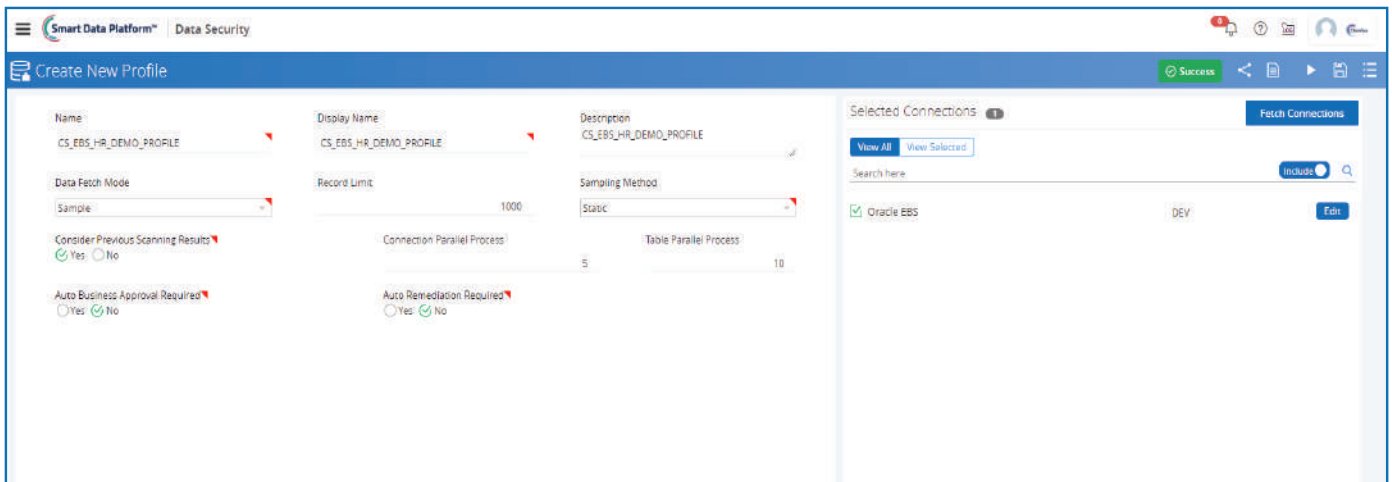 Smart Data Platform™ Data Security
0
Create New Profile
Success
Name
CS_EBS_HR_DEMO_PROFILE
Display Name
CS_EBS_HR_DEMO_PROFILE
Description
CS_EBS_HR_DEMO_PROFILE
Data Fetch Mode
Sample
Record Limit
1000
Sampling Method
Static
Consider Previous Scanning Results
Yes No
Connection Parallel Process
5
Table Parallel Process
10
Auto Business Approval Required
Yes No
Auto Remediation Required
Yes No
Selected Connections 1
Fetch Connections
View All View Selected
Search here
Include
Oracle EBS DEV Edit